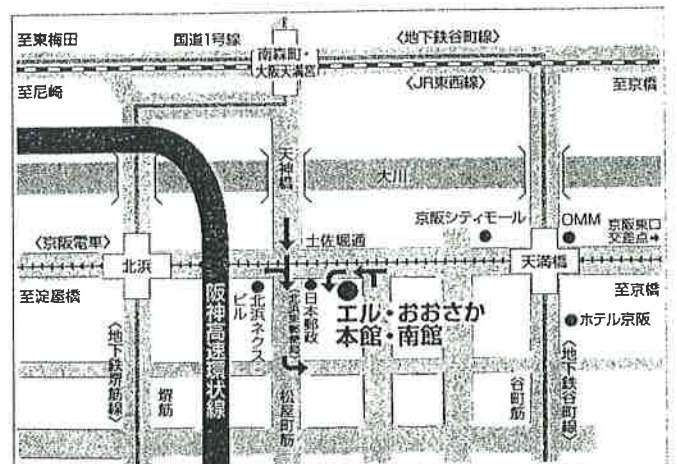 至東梅田
国道1号線
南森町・
大阪天満宮
〈地下鉄谷町線〉
至尼崎
〈JR東西線〉
至京橋
天神橋
大川
京阪シティモール
OMM
京阪東口
交差点→
〈京阪電車〉
北浜
土佐堀通
天満橋
至淀屋橋
至京橋
阪神高速環状線
北浜ネクス
ビル
日本郵政
エル・おおさか
本館・南館
ホテル京阪
〈地下鉄堺筋線〉
堺筋
松屋町筋
谷町筋
〈地下鉄谷町線〉